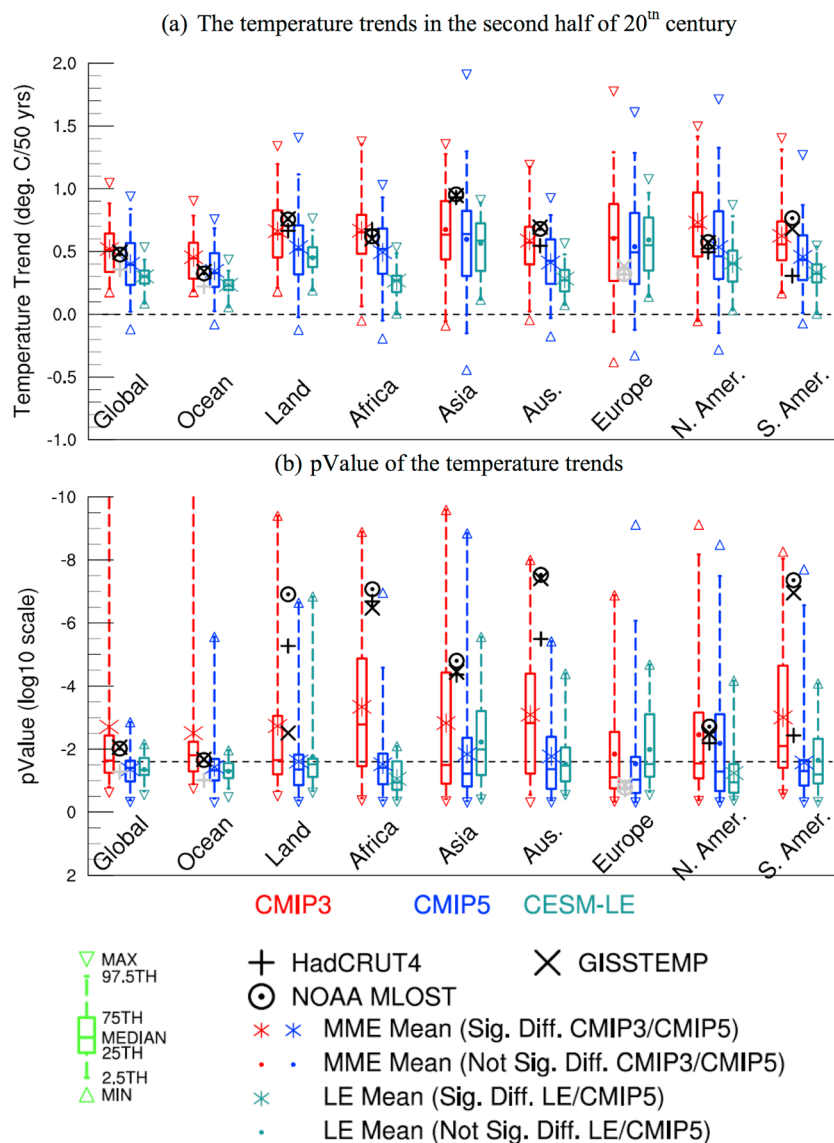 (a) The temperature trends in the second half of 20th century
2.0
1.5
1.0
0.5
0.0
-0.5
-1.0
Temperature Trend (deg. C/50 yrs)
Global
Ocean
Land
Africa
Asia
Aus.
Europe
N. Amer.
S. Amer.
(b) pValue of the temperature trends
-10
-8
-6
-4
-2
0
2
pValue (log10 scale)
Global
Ocean
Land
Africa
Asia
Aus.
Europe
N. Amer.
S. Amer.
CMIP3 CMIP5 CESM-LE
MAX
97.5TH
75TH
MEDIAN
25TH
2.5TH
MIN
HadCRUT4 GISSTEMP
NOAA MLOST
MME Mean (Sig. Diff. CMIP3/CMIP5)
MME Mean (Not Sig. Diff. CMIP3/CMIP5)
LE Mean (Sig. Diff. LE/CMIP5)
LE Mean (Not Sig. Diff. LE/CMIP5)